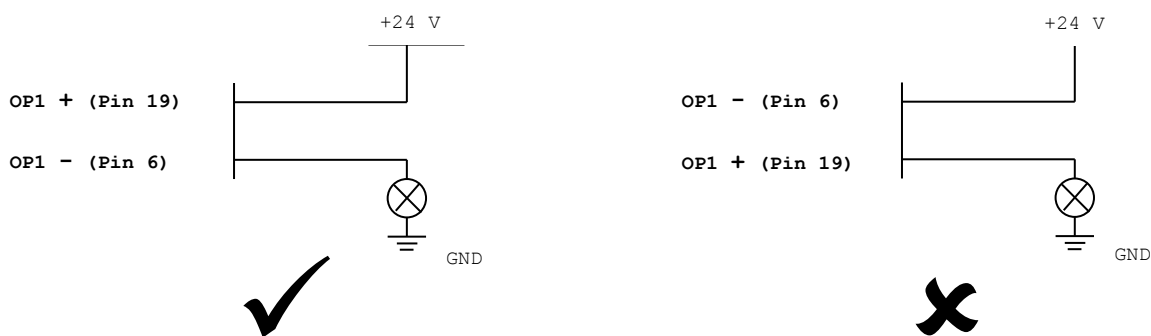 +24 V
OP1 + (Pin 19)
OP1 - (Pin 6)
GND
+24 V
OP1 - (Pin 6)
OP1 + (Pin 19)
GND